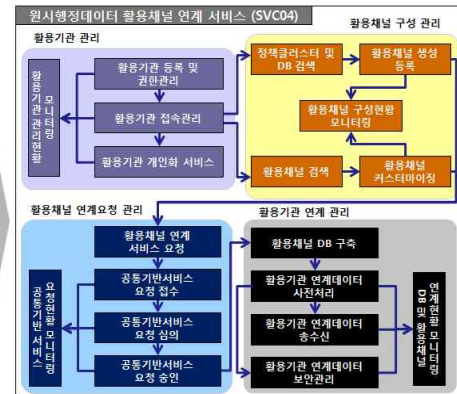 원시행정데이터 활용채널 연계 서비스 (SVC04)
활용기관 관리
활용기관 등록 및
권한관리
활용기관 접속관리
활용기관 개인화 서비스
활용기관 관리현황
모니터링
활용채널 구성 관리
정책클러스터 및
DB 검색
활용채널 생성
등록
활용채널 구성현황
모니터링
활용채널 검색
활용채널
커스터마이징
활용채널 연계요청 관리
활용채널 연계
서비스 요청
공통기반서비스
요청 접수
공통기반서비스
요청 심의
공통기반서비스
요청 승인
공통기반 서비스
요청현황 모니터링
활용기관 연계 관리
활용채널 DB 구축
활용기관 연계데이터
사전처리
활용기관 연계데이터
송수신
활용기관 연계데이터
보안관리
DB 및 활용채널
연계현황 모니터링